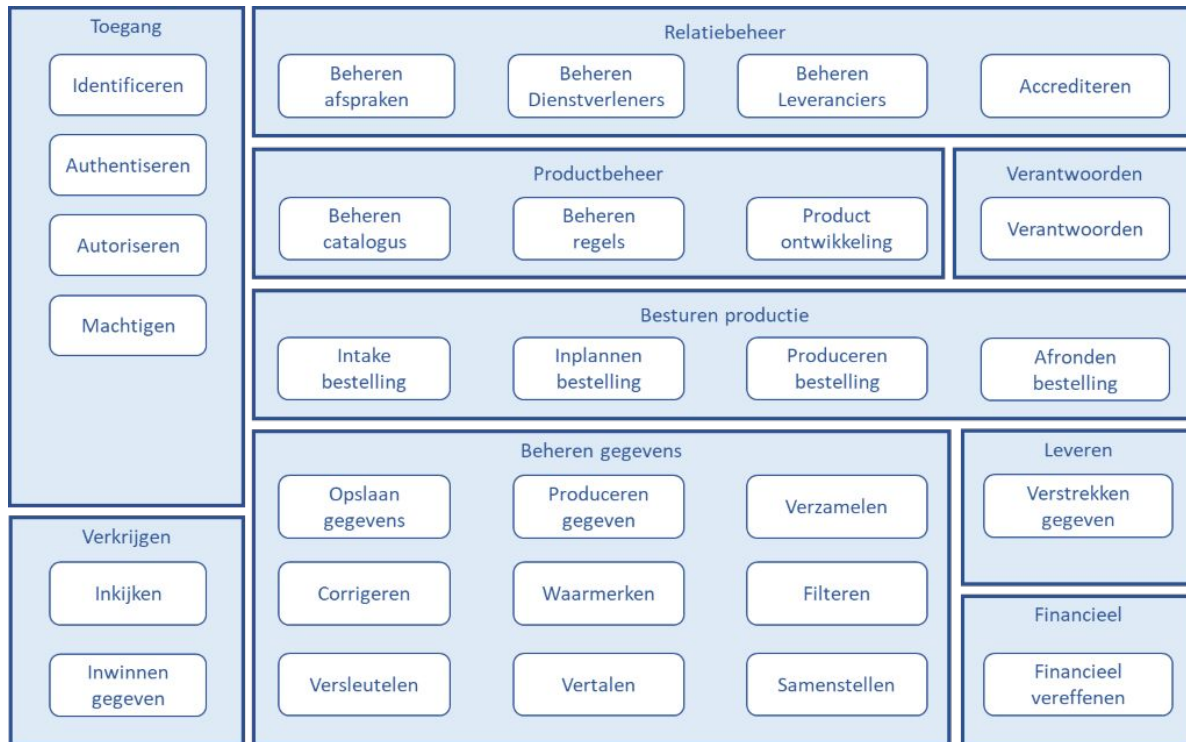 Toegang
Identificeren
Authentiseren
Autoriseren
Machtigen
Relatiebeheer
Beheren
afspraken
Beheren
Dienstverleners
Beheren
Leveranciers
Accrediteren
Productbeheer
Beheren
catalogus
Beheren
regels
Product
ontwikkeling
Verantwoorden
Verantwoorden
Besturen productie
Intake
bestelling
Inplannen
bestelling
Produceren
bestelling
Afronden
bestelling
Verkrijgen
Inkijken
Inwinnen
gegeven
Beheren gegevens
Opslaan
gegevens
Produceren
gegeven
Verzamelen
Corrigeren
Waarmerken
Filteren
Versleutelen
Vertalen
Samenstellen
Leveren
Verstrekken
gegeven
Financieel
Financieel
vereffenen